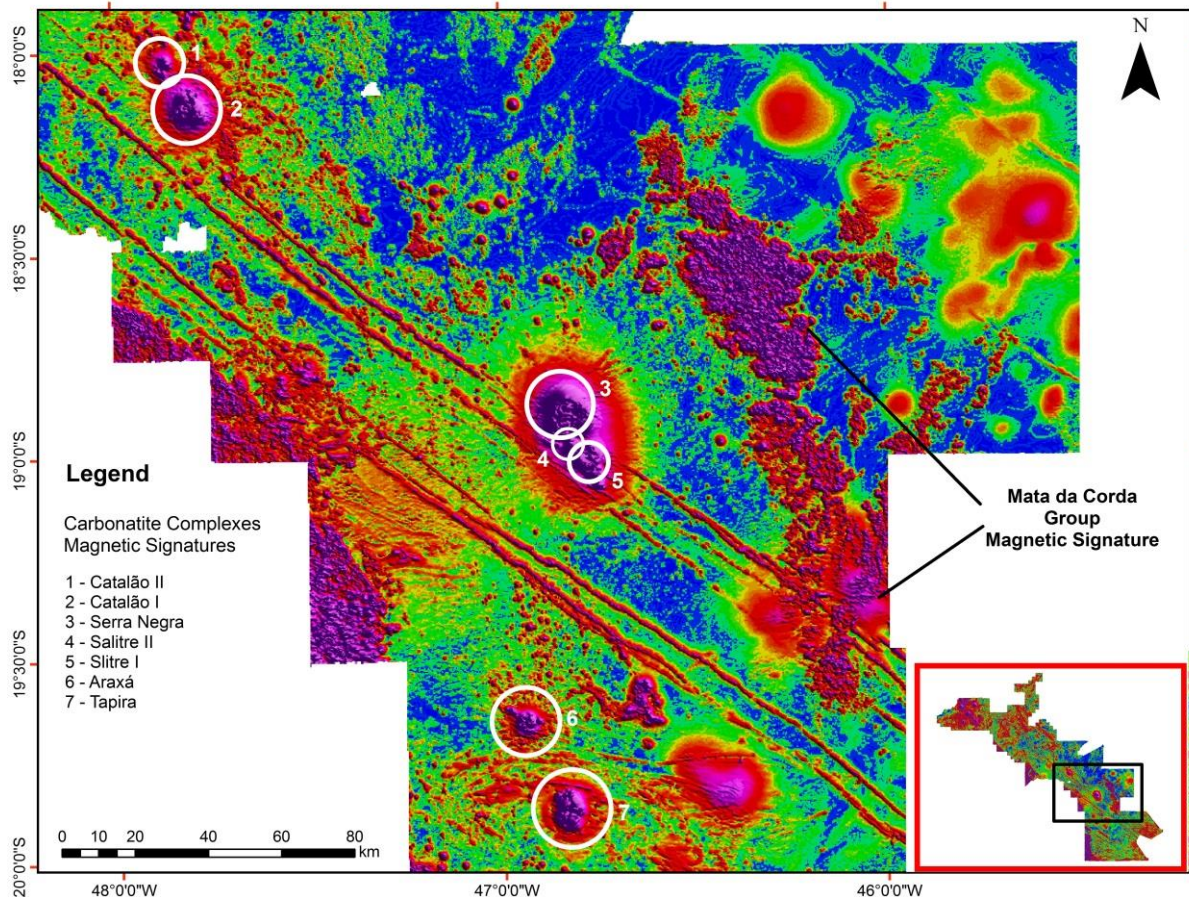 N
18°0'0"S
18°30'0"S
19°0'0"S
19°30'0"S
20°0'0"S
1
2
3
4
5
6
7
Mata da Corda
Group
Magnetic Signature
Legend
Carbonatite Complexes
Magnetic Signatures
1 - Catalão II
2 - Catalão I
3 - Serra Negra
4 - Salitre II
5 - Slitre I
6 - Araxá
7 - Tapira
0 10 20 40 60 80
km
48°0'0"W
47°0'0"W
46°0'0"W